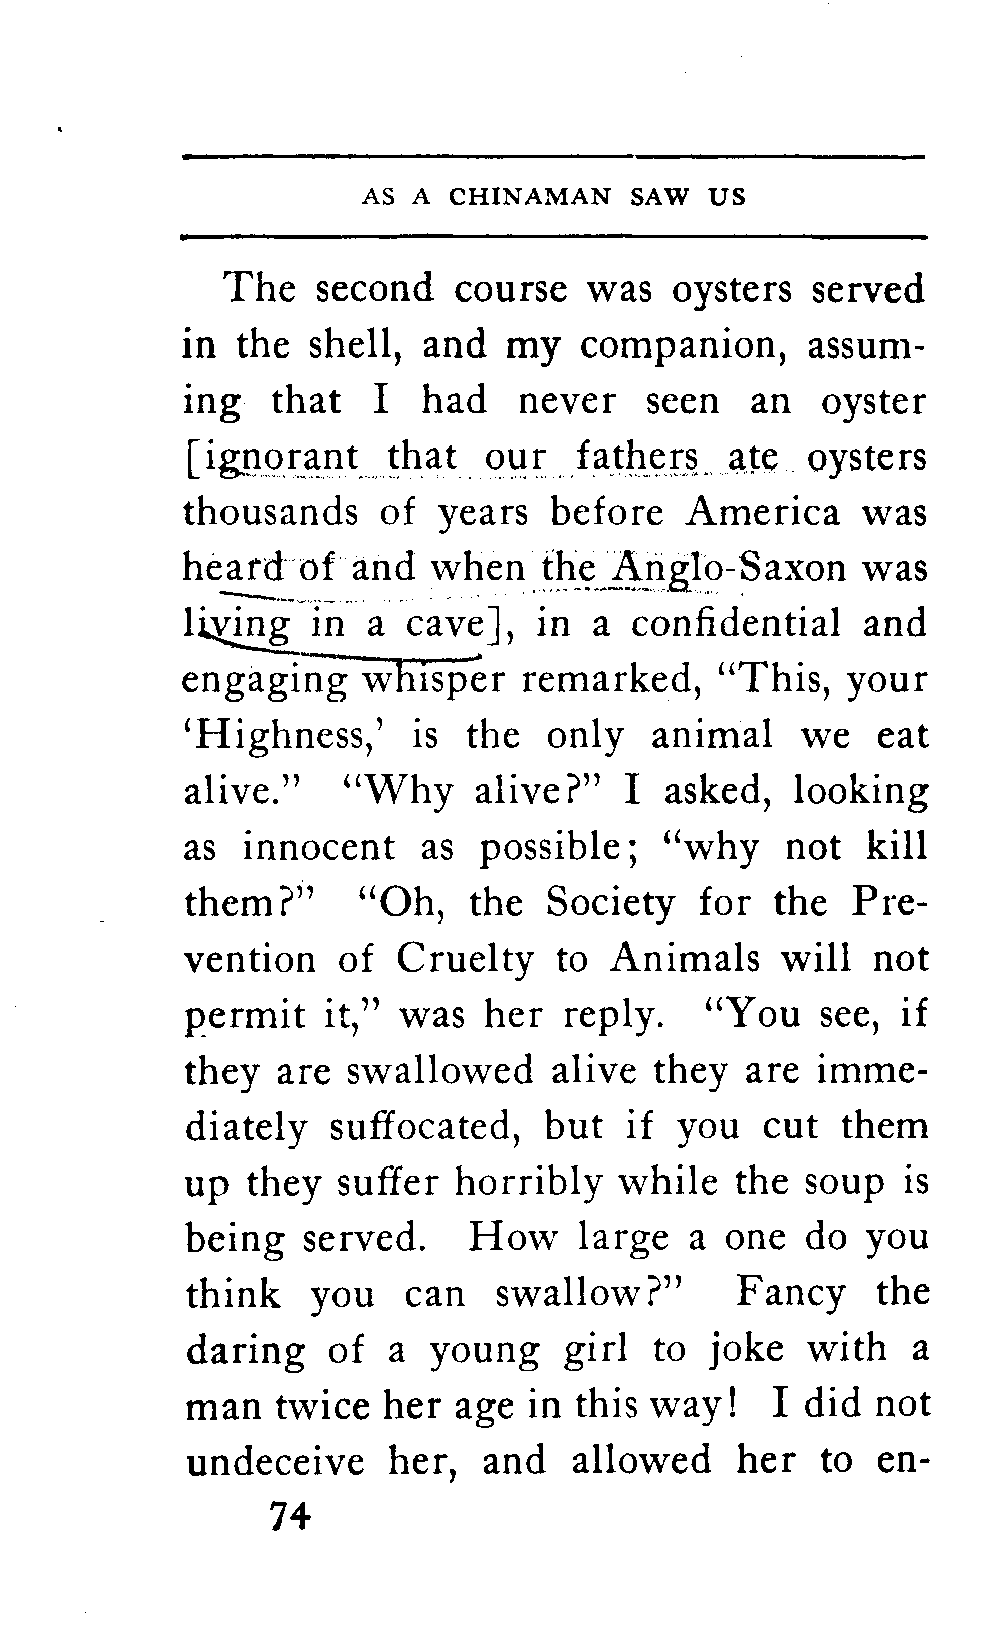 AS A CHINAMAN SAW US
The second course was oysters served
in the shell, and my companion, assum-
ing that I had never seen an oyster
[ignorant that our fathers ate oysters
thousands of years before America was
heard of and when the Anglo-Saxon was
living in a cave], in a confidential and
engaging whisper remarked, “This, your
‘Highness,’ is the only animal we eat
alive.” “Why alive?” I asked, looking
as innocent as possible; “why not kill
them?” “Oh, the Society for the Pre-
vention of Cruelty to Animals will not
permit it,” was her reply. “You see, if
they are swallowed alive they are imme-
diately suffocated, but if you cut them
up they suffer horribly while the soup is
being served. How large a one do you
think you can swallow?” Fancy the
daring of a young girl to joke with a
man twice her age in this way! I did not
undeceive her, and allowed her to en-
74